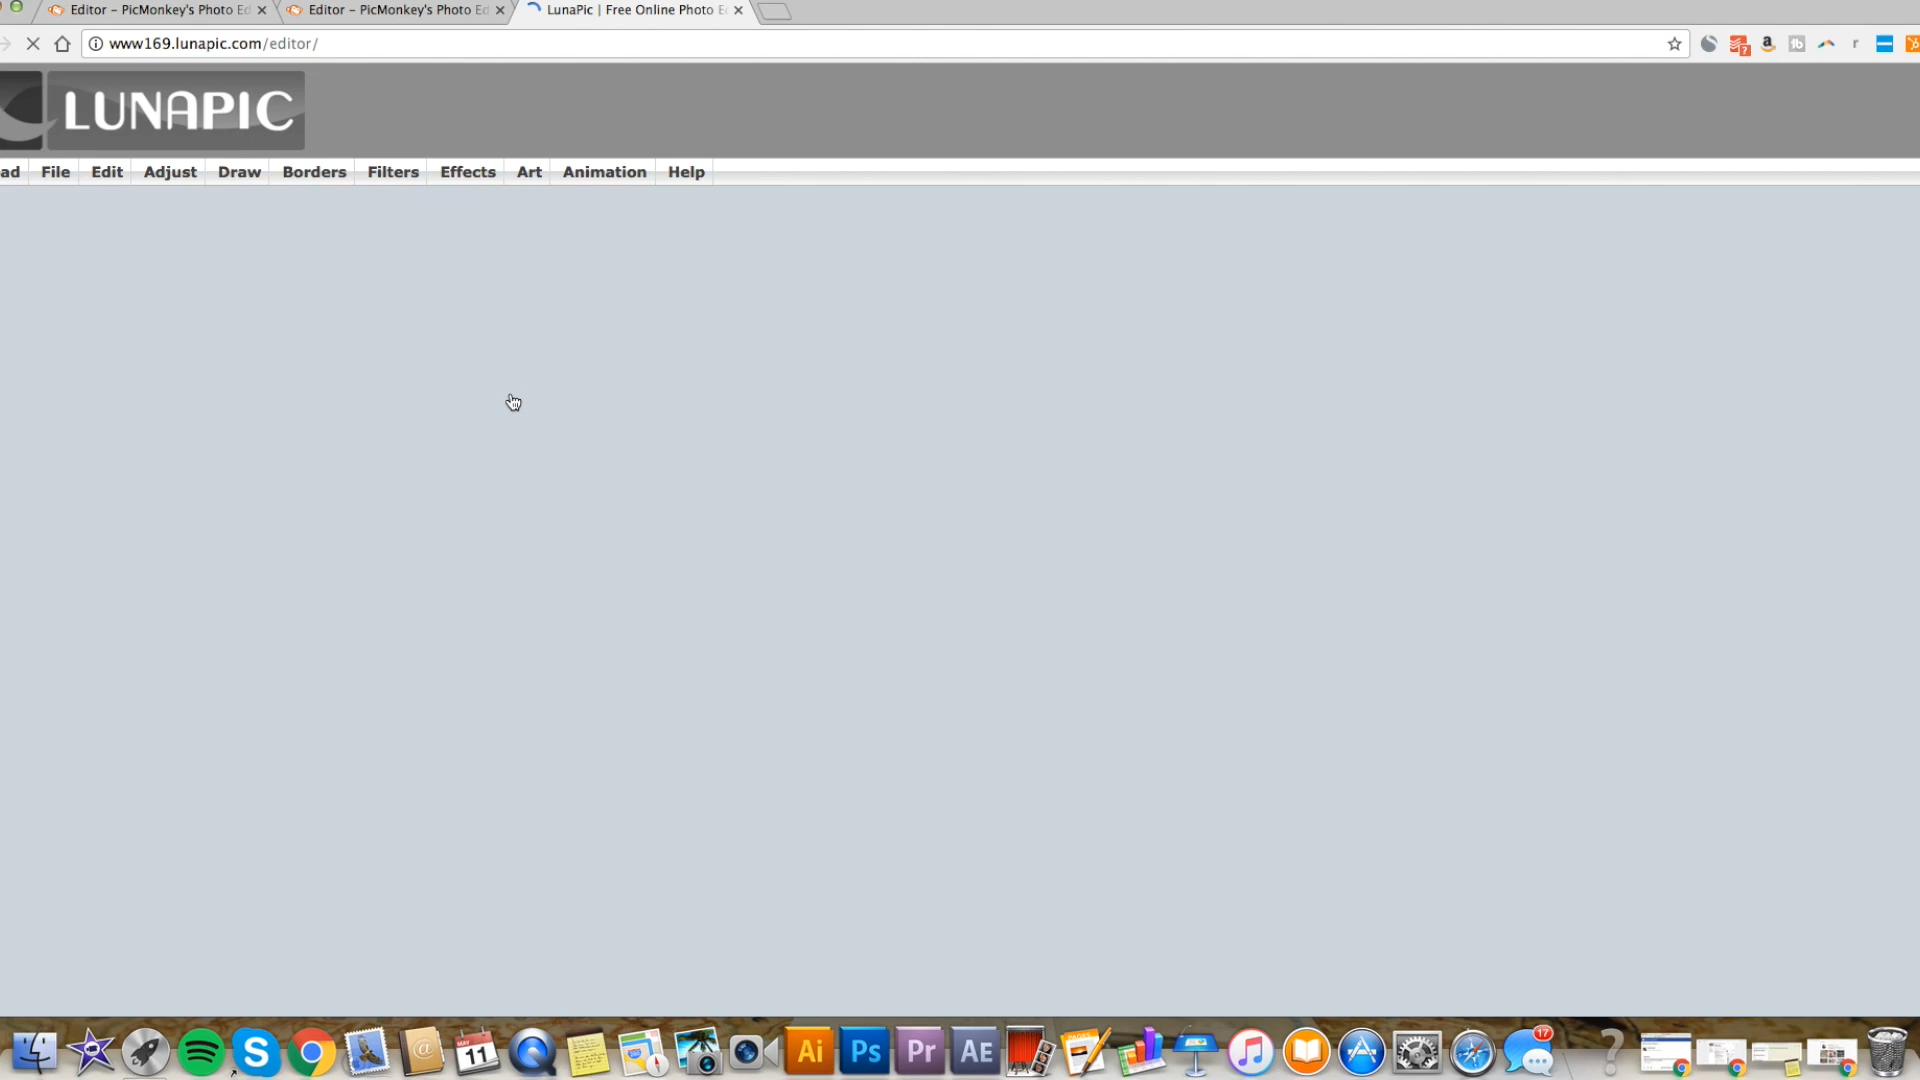 Editor – PicMonkey's Photo Ed
Editor – PicMonkey's Photo Ed
LunaPic | Free Online Photo E
www169.lunapic.com/editor/
LUNAPIC
ad File Edit Adjust Draw Borders Filters Effects Art Animation Help
MAY
11
Ai Ps Pr AE
17